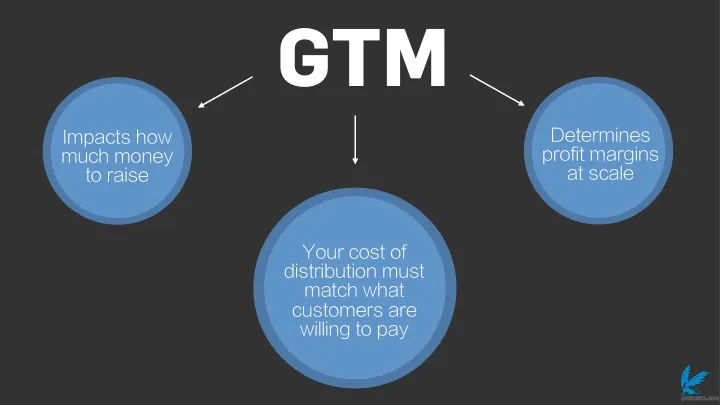 GTM
Impacts how
much money
to raise
Your cost of
distribution must
match what
customers are
willing to pay
Determines
profit margins
at scale